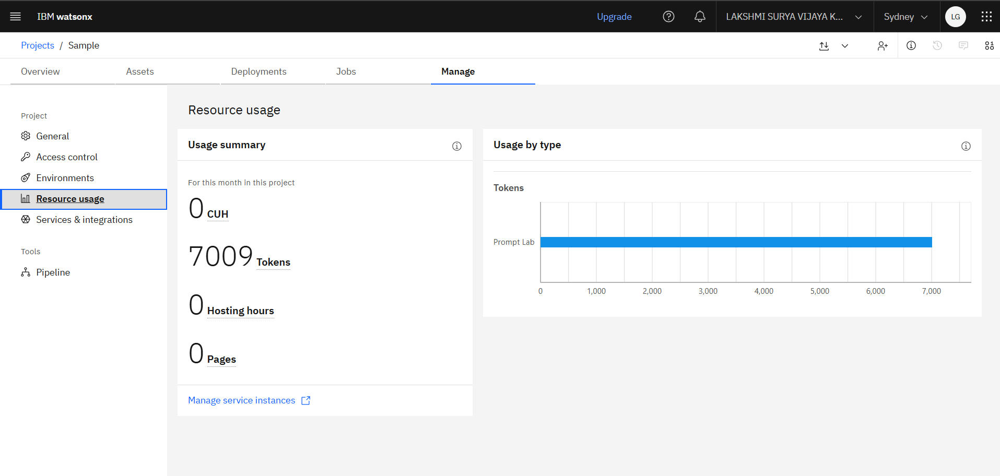 IBM watsonx
Upgrade
LAKSHMI SURYA VIJAYA K...
Sydney
LG
Projects / Sample
Overview
Assets
Deployments
Jobs
Manage
Project
General
Access control
Environments
Resource usage
Services & integrations
Tools
Pipeline
Resource usage
Usage summary
For this month in this project
0 CUH
7009 Tokens
0 Hosting hours
0 Pages
Manage service instances
Usage by type
Tokens
Prompt Lab
0 1,000 2,000 3,000 4,000 5,000 6,000 7,000